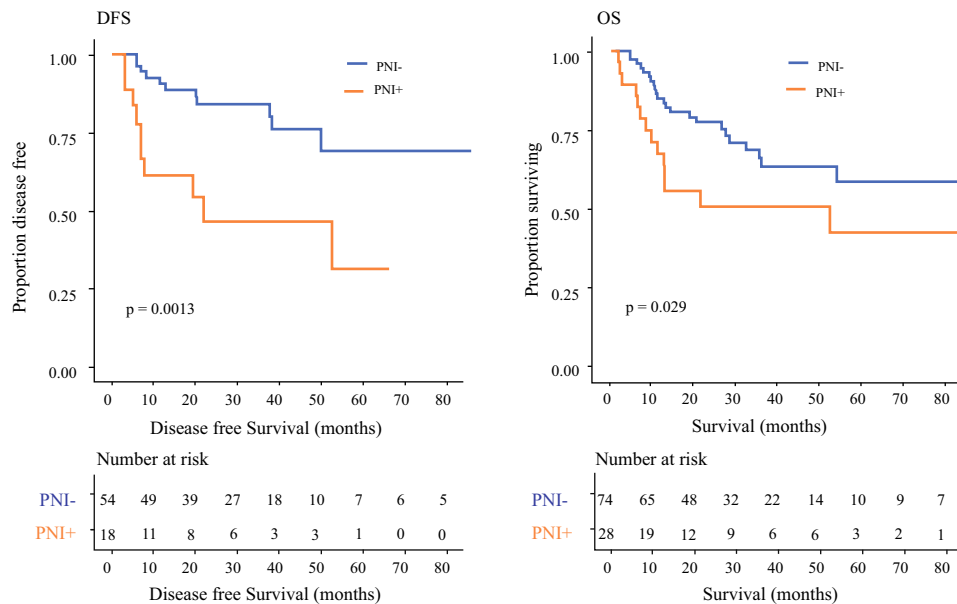 DFS
1.00
0.75
0.50
0.25
0.00
Proportion disease free
PNI-
PNI+
p = 0.0013
0 10 20 30 40 50 60 70 80
Disease free Survival (months)
Number at risk
PNI- 54 49 39 27 18 10 7 6 5
PNI+ 18 11 8 6 3 3 1 0 0
0 10 20 30 40 50 60 70 80
Disease free Survival (months)
OS
1.00
0.75
0.50
0.25
0.00
Proportion surviving
PNI-
PNI+
p = 0.029
0 10 20 30 40 50 60 70 80
Survival (months)
Number at risk
PNI- 74 65 48 32 22 14 10 9 7
PNI+ 28 19 12 9 6 6 3 2 1
0 10 20 30 40 50 60 70 80
Survival (months)